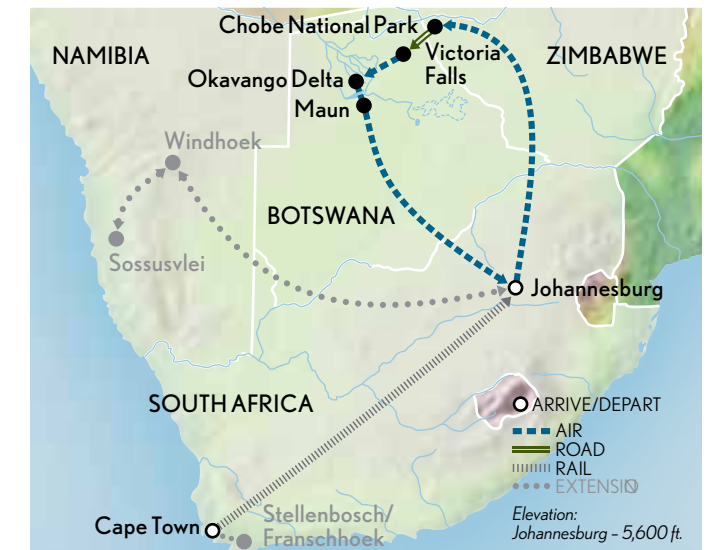 Chobe National Park
NAMIBIA
Victoria
Falls
ZIMBABWE
Okavango Delta
Maun
Windhoek
BOTSWANA
Sossusvlei
Johannesburg
SOUTH AFRICA
ARRIVE/DEPART
AIR
ROAD
RAIL
EXTENSION
Cape Town
Stellenbosch/
Franschhoek
Elevation:
Johannesburg – 5,600 ft.